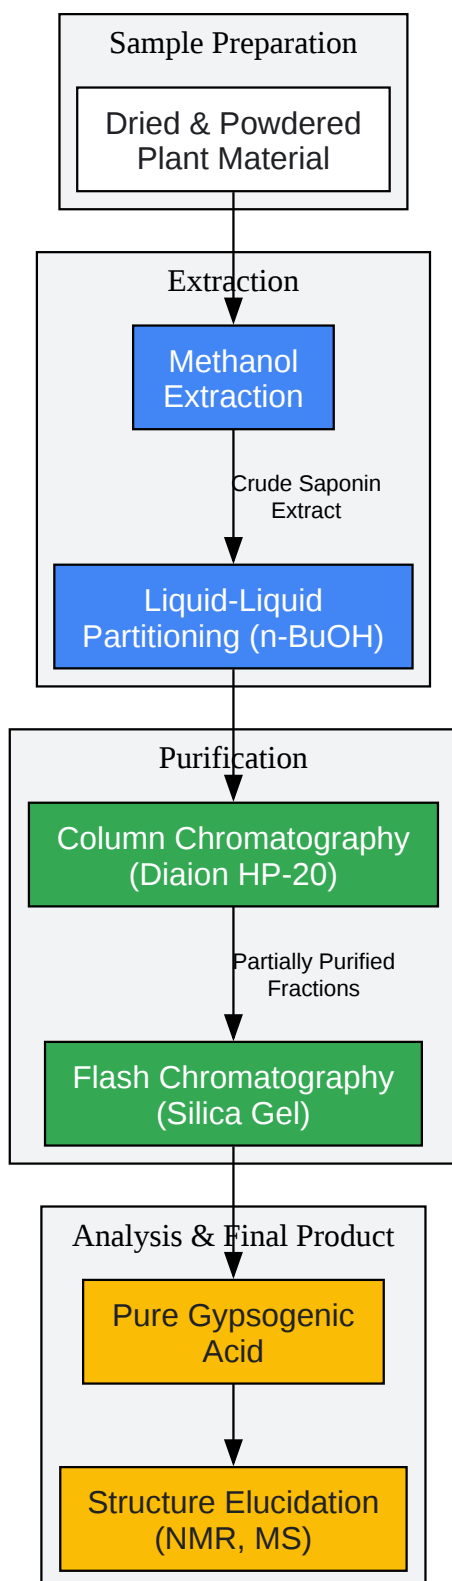 Sample Preparation
Dried & Powdered
Plant Material
Extraction
Methanol
Extraction
Crude Saponin
Extract
Liquid-Liquid
Partitioning (n-BuOH)
Purification
Column Chromatography
(Diaion HP-20)
Partially Purified
Fractions
Flash Chromatography
(Silica Gel)
Analysis & Final Product
Pure Gypsogenic
Acid
Structure Elucidation
(NMR, MS)